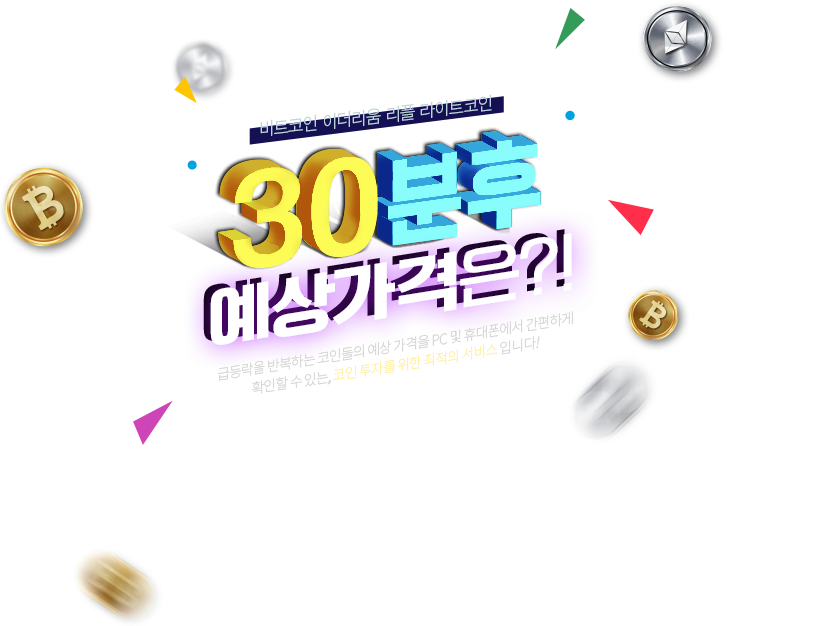 비트코인 이더리움 리플 라이트코인
30분후
예상가격은?!
급등락을 반복하는 코인들의 예상 가격을 PC 및 휴대폰에서 간편하게
확인할 수 있는, 코인 투자를 위한 최적의 서비스 입니다!